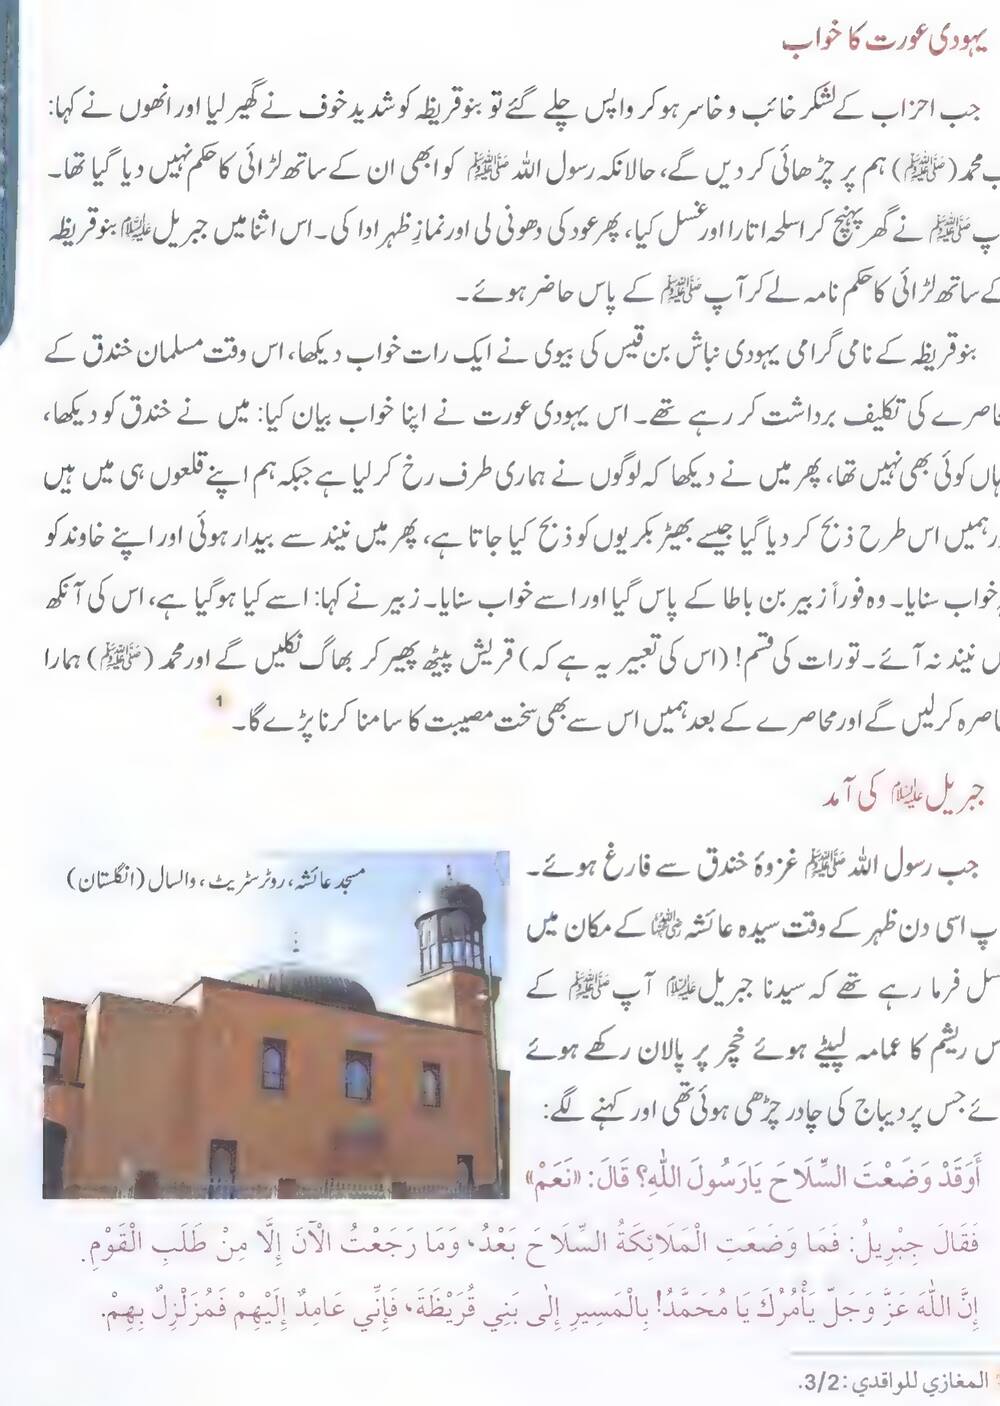 یہودی عورت کا خواب
جب احزاب کے لشکر خائب و خاسر ہو کر واپس چلے گئے تو بنو قریظہ کو شدید خوف نے گھیر لیا اور انھوں نے کہا:
محمد (ﷺ) ہم پر چڑھائی کر دیں گے، حالانکہ رسول اللہ ﷺ کو ابھی ان کے ساتھ لڑائی کا حکم نہیں دیا گیا تھا۔
پ ﷺ نے گھر پہنچ کر اسلحہ اتارا اور غسل کیا، پھر عود کی دھونی لی اور نمازِ ظہر ادا کی۔ اس اثنا میں جبریل علیہ السلام بنو قریظہ
کے ساتھ لڑائی کا حکم نامہ لے کر آپ ﷺ کے پاس حاضر ہوئے۔
بنو قریظہ کے نامی گرامی یہودی نباش بن قیس کی بیوی نے ایک رات خواب دیکھا، اس وقت مسلمان خندق کے
اصرے کی تکلیف برداشت کر رہے تھے۔ اس یہودی عورت نے اپنا خواب بیان کیا: میں نے خندق کو دیکھا،
ہاں کوئی بھی نہیں تھا، پھر میں نے دیکھا کہ لوگوں نے ہماری طرف رخ کر لیا ہے جبکہ ہم اپنے قلعوں ہی میں ہیں
ور ہمیں اس طرح ذبح کر دیا گیا جیسے بھیڑ بکریوں کو ذبح کیا جاتا ہے، پھر میں نیند سے بیدار ہوئی اور اپنے خاوند کو
خواب سنایا۔ وہ فوراً زبیر بن باطا کے پاس گیا اور اسے خواب سنایا۔ زبیر نے کہا: اسے کیا ہو گیا ہے، اس کی آنکھ
ں نیند نہ آئے۔ تورات کی قسم! (اس کی تعبیر یہ ہے کہ) قریش پیٹھ پھیر کر بھاگ نکلیں گے اور محمد (ﷺ) ہمارا
اصرہ کر لیں گے اور محاصرے کے بعد ہمیں اس سے بھی سخت مصیبت کا سامنا کرنا پڑے گا۔ 1
جبریل علیہ السلام کی آمد
جب رسول اللہ ﷺ غزوۂ خندق سے فارغ ہوئے۔
پ اسی دن ظہر کے وقت سیدہ عائشہ رضی اللہ عنہا کے مکان میں
سل فرما رہے تھے کہ سیدنا جبریل علیہ السلام آپ ﷺ کے
س ریشم کا عمامہ لپیٹے ہوئے خچر پر پالان رکھے ہوئے
ئے جس پر دیباج کی چادر چڑھی ہوئی تھی اور کہنے لگے:
مسجد عائشہ، روٹر سٹریٹ، والسال (انگلستان)
أَوَقَدْ وَضَعْتَ السِّلَاحَ يَارَسُولَ اللهِ؟ قَالَ: «نَعَمْ»
فَقَالَ جِبْرِيلُ: فَمَا وَضَعَتِ الْمَلَائِكَةُ السِّلَاحَ بَعْدُ، وَمَا رَجَعْتُ الْآنَ إِلَّا مِنْ طَلَبِ الْقَوْمِ.
إِنَّ اللهَ عَزَّ وَجَلَّ يَأْمُرُكَ يَا مُحَمَّدُ! بِالْمَسِيرِ إِلٰى بَنِي قُرَيْظَةَ، فَإِنِّي عَامِدٌ إِلَيْهِمْ فَمُزَلْزِلٌ بِهِمْ.
المغازي للواقدي: 3/2.